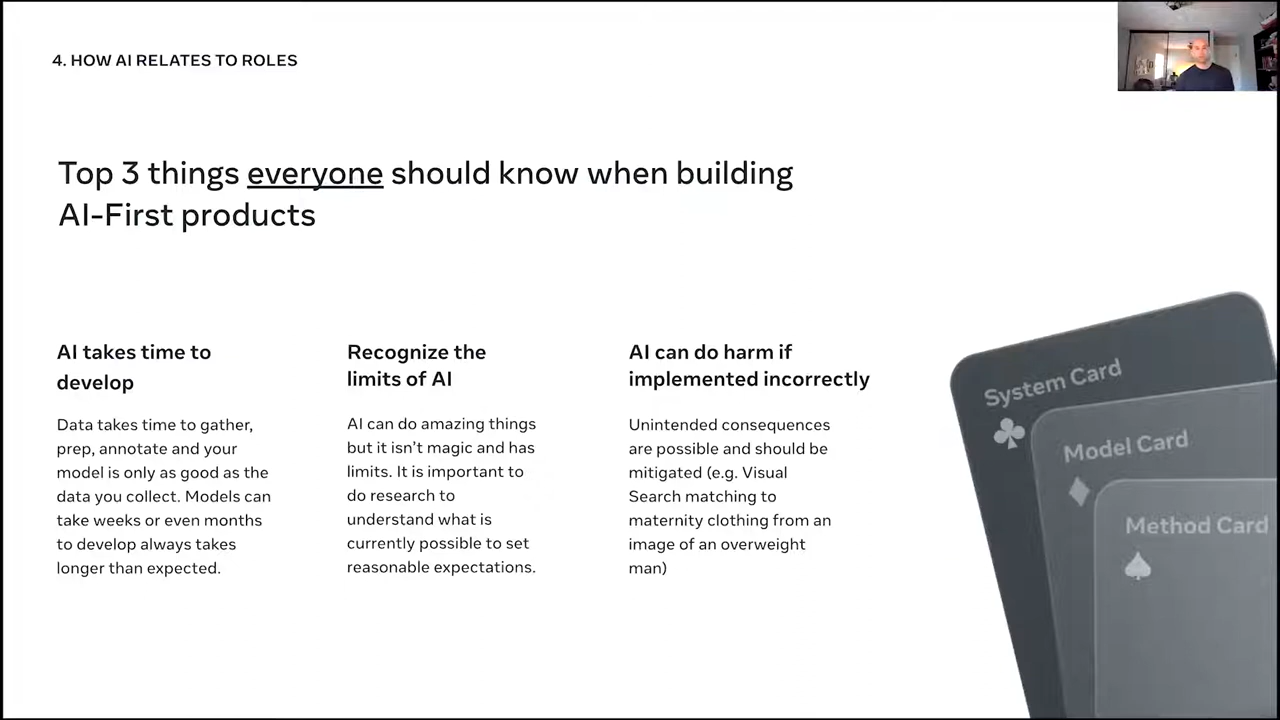 4. HOW AI RELATES TO ROLES
Top 3 things everyone should know when building
AI-First products
AI takes time to
develop
Data takes time to gather,
prep, annotate and your
model is only as good as the
data you collect. Models can
take weeks or even months
to develop always takes
longer than expected.
Recognize the
limits of AI
AI can do amazing things
but it isn’t magic and has
limits. It is important to
do research to
understand what is
currently possible to set
reasonable expectations.
AI can do harm if
implemented incorrectly
Unintended consequences
are possible and should be
mitigated (e.g. Visual
Search matching to
maternity clothing from an
image of an overweight
man)
System Card
Model Card
Method Card